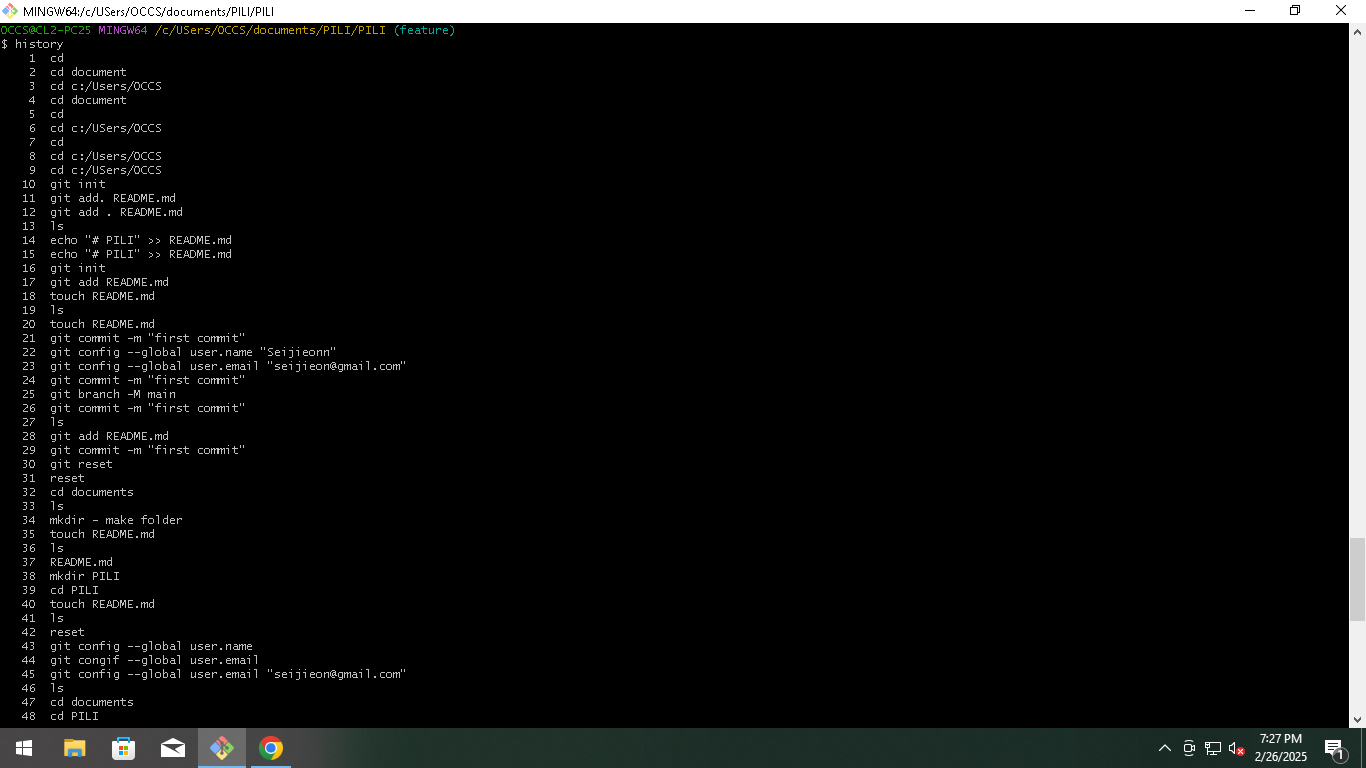 MINGW64:/c/USers/OCCS/documents/PILI/PILI
OCCS@CL2-PC25 MINGW64 /c/USers/OCCS/documents/PILI/PILI (feature)
$ history
1 cd
2 cd document
3 cd c:/Users/OCCS
4 cd document
5 cd
6 cd c:/USers/OCCS
7 cd
8 cd c:/Users/OCCS
9 cd c:/USers/OCCS
10 git init
11 git add. README.md
12 git add . README.md
13 ls
14 echo "# PILI" >> README.md
15 echo "# PILI" >> README.md
16 git init
17 git add README.md
18 touch README.md
19 ls
20 touch README.md
21 git commit -m "first commit"
22 git config --global user.name "Seijieonn"
23 git config --global user.email "seijieon@gmail.com"
24 git commit -m "first commit"
25 git branch -M main
26 git commit -m "first commit"
27 ls
28 git add README.md
29 git commit -m "first commit"
30 git reset
31 reset
32 cd documents
33 ls
34 mkdir - make folder
35 touch README.md
36 ls
37 README.md
38 mkdir PILI
39 cd PILI
40 touch README.md
41 ls
42 reset
43 git config --global user.name
44 git congif --global user.email
45 git config --global user.email "seijieon@gmail.com"
46 ls
47 cd documents
48 cd PILI
7:27 PM
2/26/2025
1